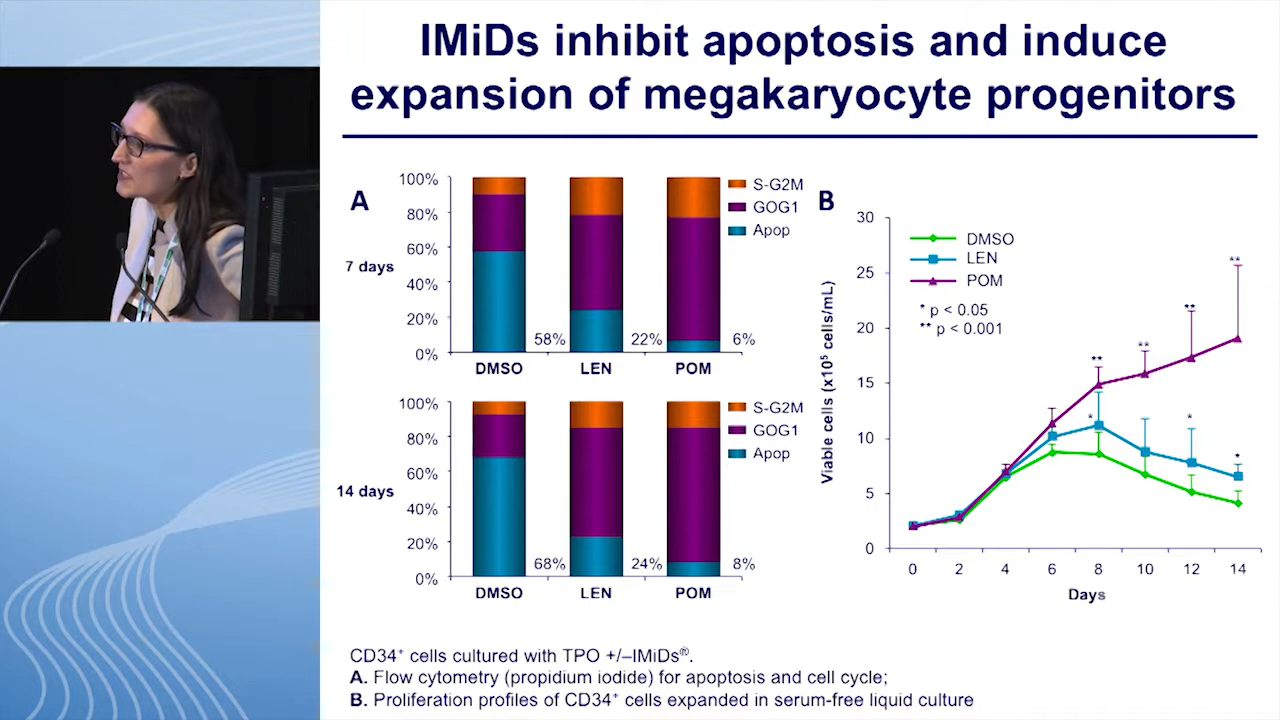 IMiDs inhibit apoptosis and induce
expansion of megakaryocyte progenitors
A
7 days
100%
80%
60%
40%
20%
0%
58%
22%
6%
DMSO
LEN
POM
S-G2M
GOG1
Apop
14 days
100%
80%
60%
40%
20%
0%
68%
24%
8%
DMSO
LEN
POM
S-G2M
GOG1
Apop
B
Viable cells (x10⁵ cells/mL)
30
25
20
15
10
5
0
DMSO
LEN
POM
* p < 0.05
** p < 0.001
*
**
**
*
**
*
**
0 2 4 6 8 10 12 14
Days
CD34⁺ cells cultured with TPO +/–IMiDs®.
A. Flow cytometry (propidium iodide) for apoptosis and cell cycle;
B. Proliferation profiles of CD34⁺ cells expanded in serum-free liquid culture